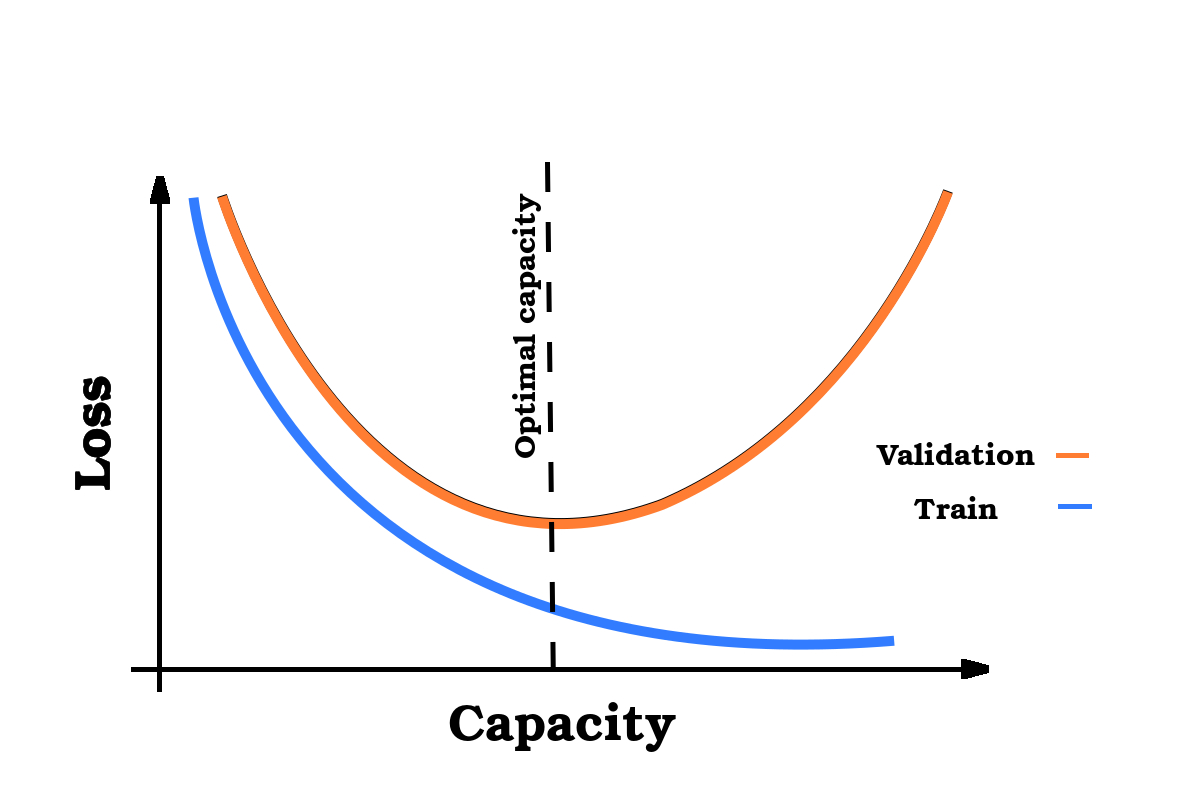 Optimal capacity
Loss
Validation
Train
Capacity